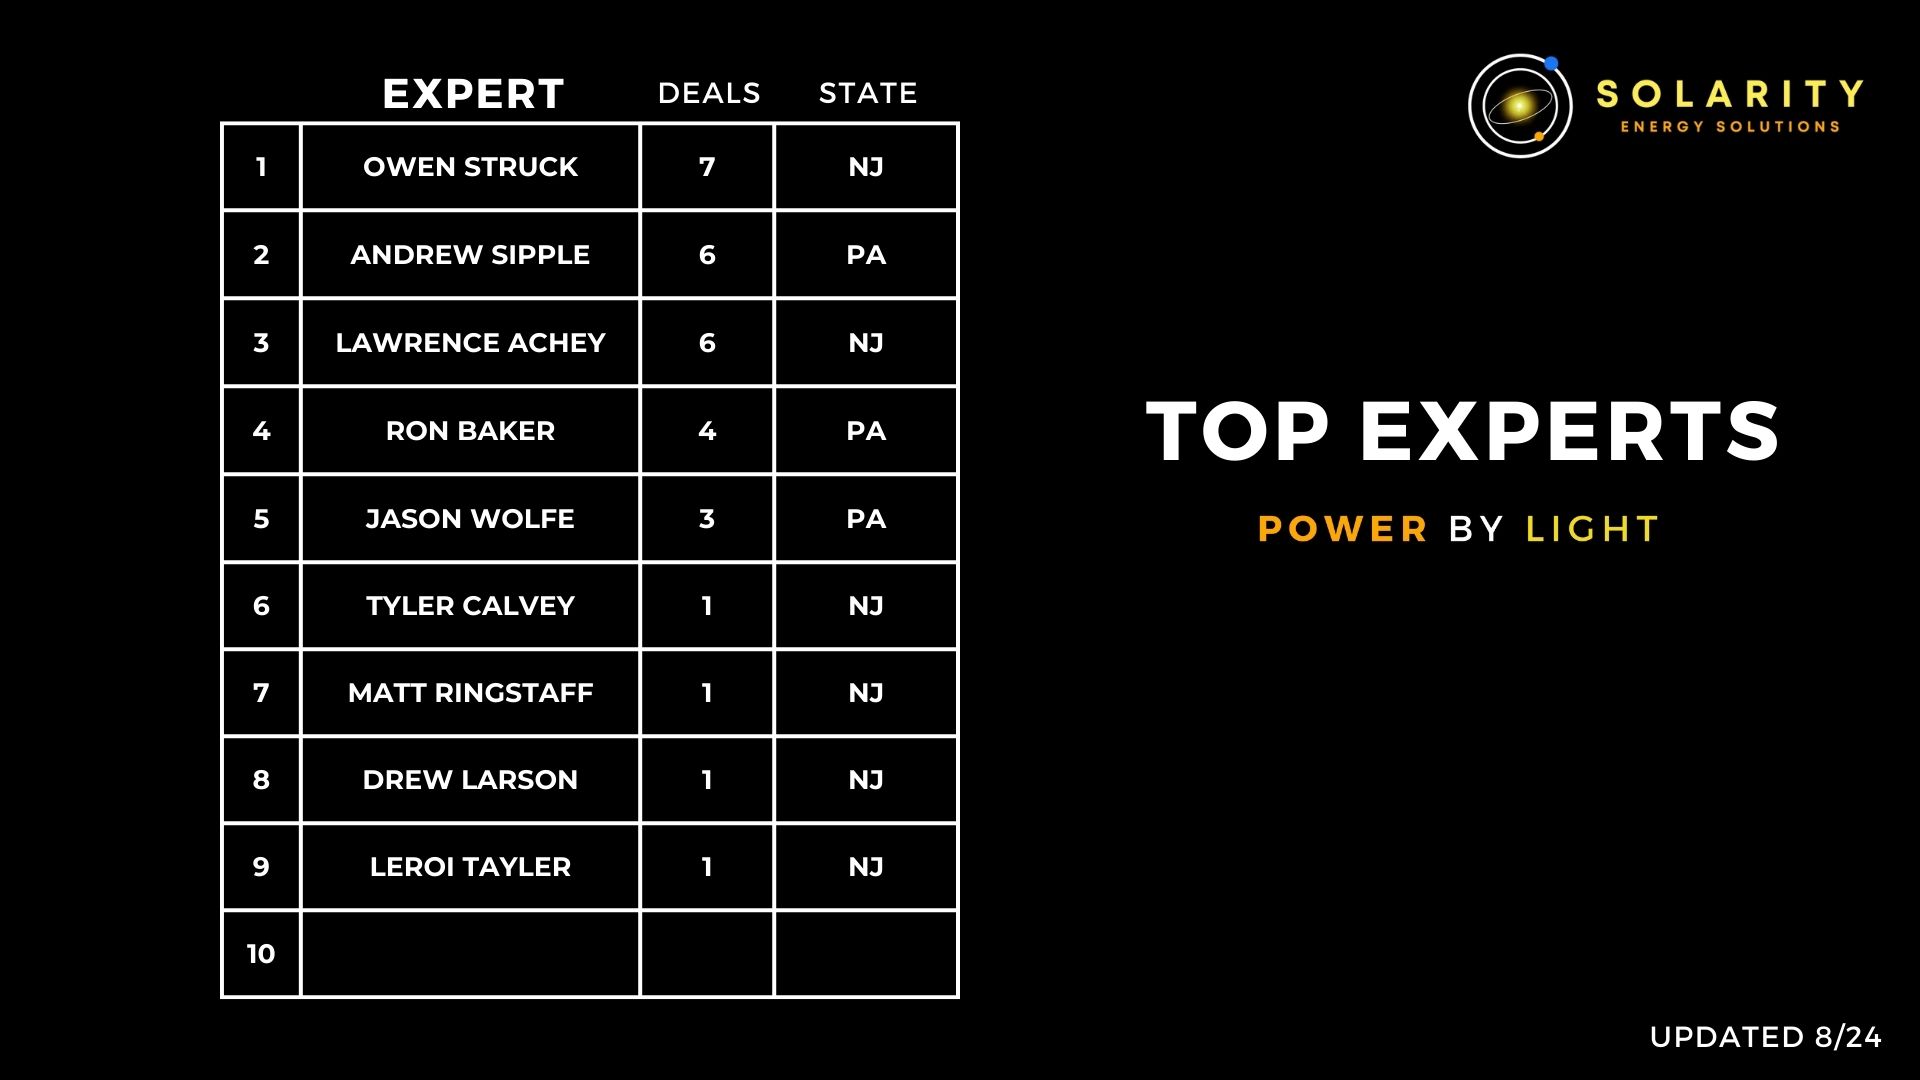 EXPERT DEALS STATE
1 OWEN STRUCK 7 NJ
2 ANDREW SIPPLE 6 PA
3 LAWRENCE ACHEY 6 NJ
4 RON BAKER 4 PA
5 JASON WOLFE 3 PA
6 TYLER CALVEY 1 NJ
7 MATT RINGSTAFF 1 NJ
8 DREW LARSON 1 NJ
9 LEROI TAYLER 1 NJ
10
SOLARITY
ENERGY SOLUTIONS
TOP EXPERTS
POWER BY LIGHT
UPDATED 8/24